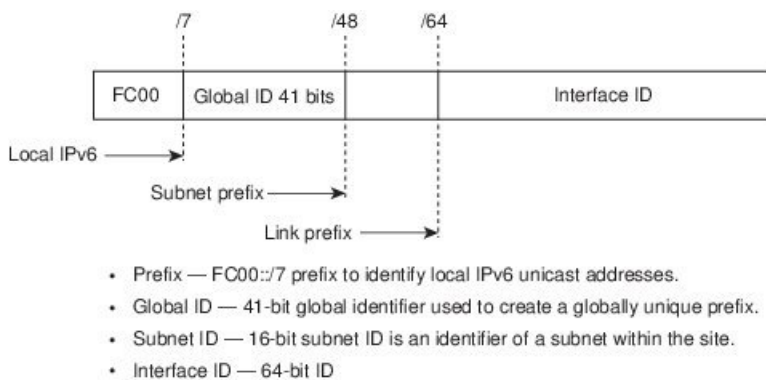 /7 /48 /64
FC00 Global ID 41 bits Interface ID
Local IPv6
Subnet prefix
Link prefix
• Prefix — FC00::/7 prefix to identify local IPv6 unicast addresses.
• Global ID — 41-bit global identifier used to create a globally unique prefix.
• Subnet ID — 16-bit subnet ID is an identifier of a subnet within the site.
• Interface ID — 64-bit ID